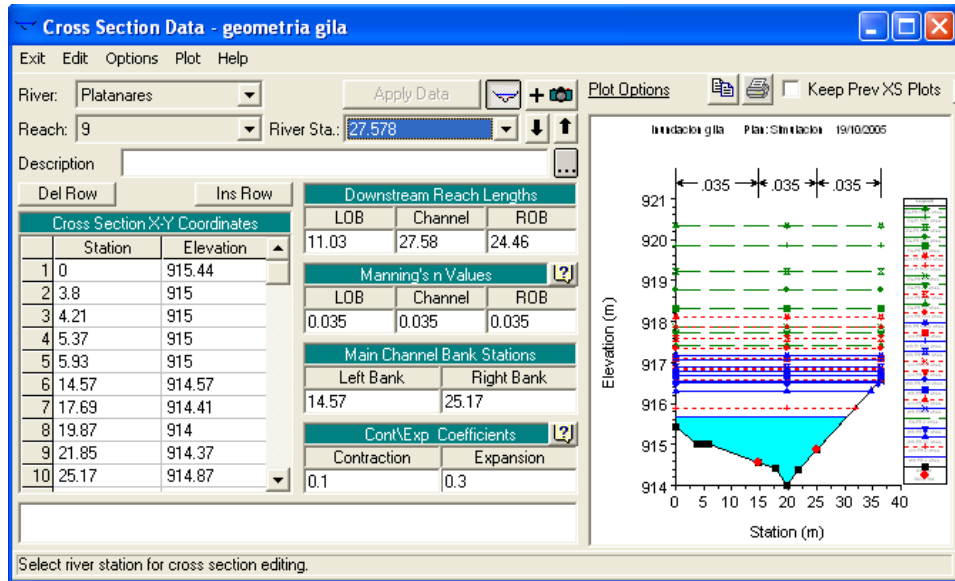 Cross Section Data - geometria gila
Exit Edit Options Plot Help
River: Platanares
Apply Data
Reach: 9
River Sta.: 27.578
Description
...
Del Row Ins Row
Cross Section X-Y Coordinates
Station Elevation
1 0 915.44
2 3.8 915
3 4.21 915
4 5.37 915
5 5.93 915
6 14.57 914.57
7 17.69 914.41
8 19.87 914
9 21.85 914.37
10 25.17 914.87
Downstream Reach Lengths
LOB Channel ROB
11.03 27.58 24.46
Manning's n Values
LOB Channel ROB
0.035 0.035 0.035
Main Channel Bank Stations
Left Bank Right Bank
14.57 25.17
Cont\Exp Coefficients
Contraction Expansion
0.1 0.3
Select river station for cross section editing.
Plot Options
Keep Prev XS Plots
Inundacion gila Plan: Simulacion 19/10/2005
.035 .035 .035
921
920
919
918
917
916
915
914
Elevation (m)
0 5 10 15 20 25 30 35 40
Station (m)